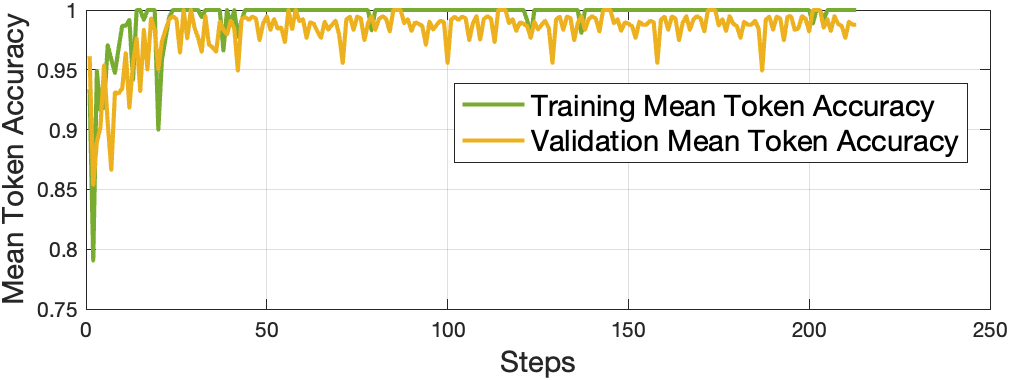 Mean Token Accuracy
1
0.95
0.9
0.85
0.8
0.75
Training Mean Token Accuracy
Validation Mean Token Accuracy
0 50 100 150 200 250
Steps